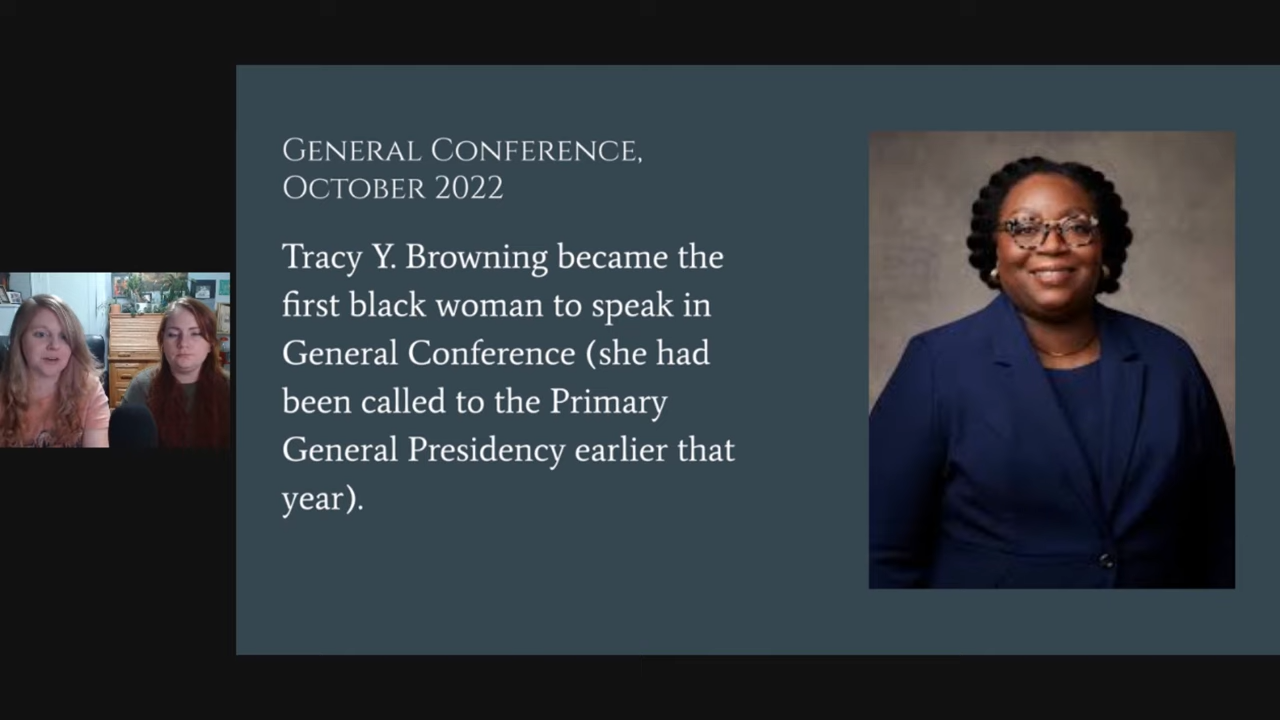 General Conference,
October 2022
Tracy Y. Browning became the
first black woman to speak in
General Conference (she had
been called to the Primary
General Presidency earlier that
year).